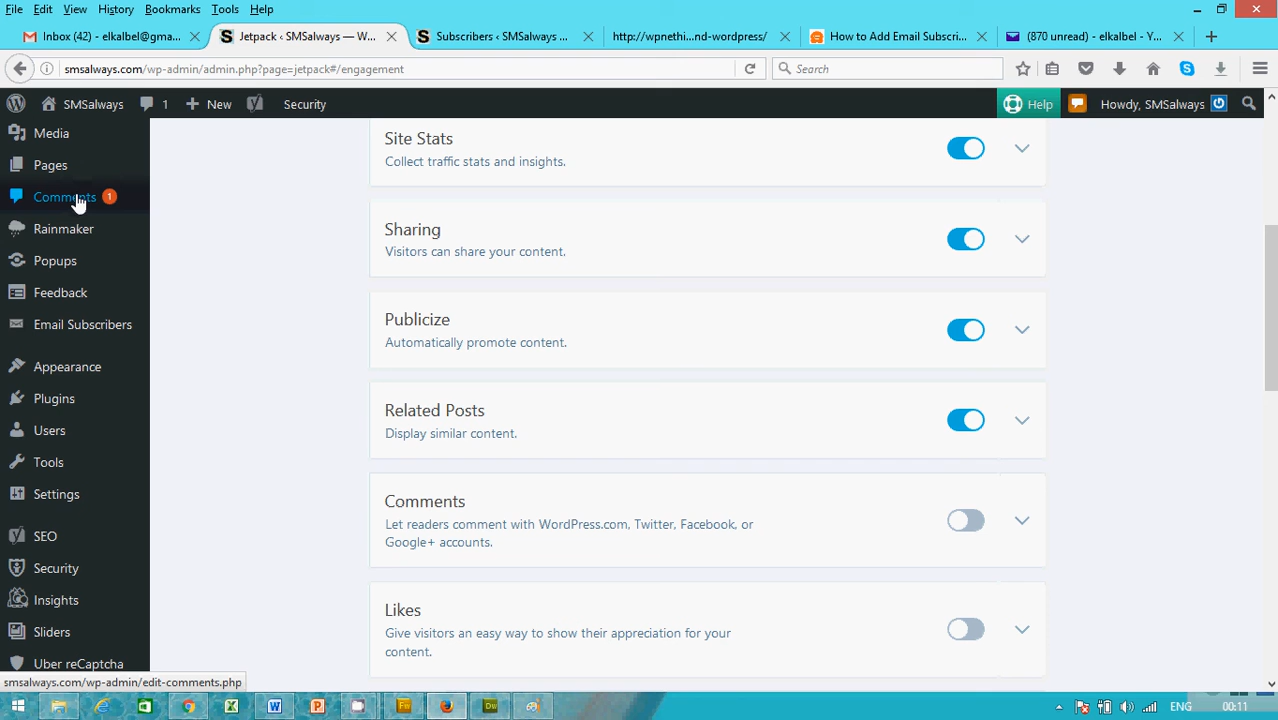 File Edit View History Bookmarks Tools Help
Inbox (42) - elkalbel@gma...
Jetpack ‹ SMSalways — W...
Subscribers ‹ SMSalways ...
http://wpnethi...nd-wordpress/
How to Add Email Subscri...
(870 unread) - elkalbel - Y...
smsalways.com/wp-admin/admin.php?page=jetpack#/engagement
Search
SMSalways 1 New Security Help Howdy, SMSalways
Media
Pages
Comments 1
Rainmaker
Popups
Feedback
Email Subscribers
Appearance
Plugins
Users
Tools
Settings
SEO
Security
Insights
Sliders
Uber reCaptcha
Site Stats
Collect traffic stats and insights.
Sharing
Visitors can share your content.
Publicize
Automatically promote content.
Related Posts
Display similar content.
Comments
Let readers comment with WordPress.com, Twitter, Facebook, or
Google+ accounts.
Likes
Give visitors an easy way to show their appreciation for your
content.
smsalways.com/wp-admin/edit-comments.php
ENG 00:11